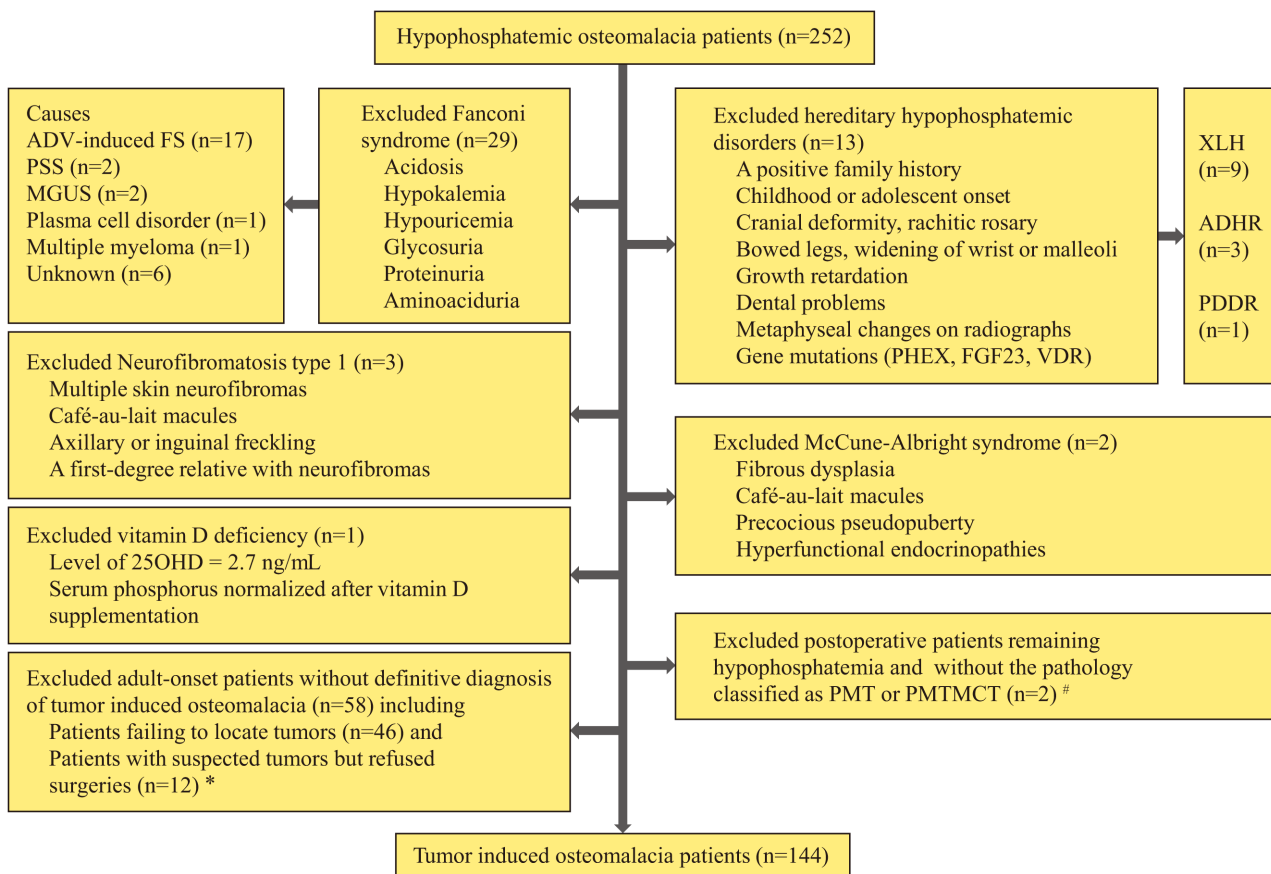 Hypophosphatemic osteomalacia patients (n=252)
Causes
ADV-induced FS (n=17)
PSS (n=2)
MGUS (n=2)
Plasma cell disorder (n=1)
Multiple myeloma (n=1)
Unknown (n=6)
Excluded Fanconi
syndrome (n=29)
Acidosis
Hypokalemia
Hypouricemia
Glycosuria
Proteinuria
Aminoaciduria
Excluded hereditary hypophosphatemic
disorders (n=13)
A positive family history
Childhood or adolescent onset
Cranial deformity, rachitic rosary
Bowed legs, widening of wrist or malleoli
Growth retardation
Dental problems
Metaphyseal changes on radiographs
Gene mutations (PHEX, FGF23, VDR)
XLH
(n=9)
ADHR
(n=3)
PDDR
(n=1)
Excluded Neurofibromatosis type 1 (n=3)
Multiple skin neurofibromas
Café-au-lait macules
Axillary or inguinal freckling
A first-degree relative with neurofibromas
Excluded McCune-Albright syndrome (n=2)
Fibrous dysplasia
Café-au-lait macules
Precocious pseudopuberty
Hyperfunctional endocrinopathies
Excluded vitamin D deficiency (n=1)
Level of 25OHD = 2.7 ng/mL
Serum phosphorus normalized after vitamin D
supplementation
Excluded postoperative patients remaining
hypophosphatemia and without the pathology
classified as PMT or PMTMCT (n=2) #
Excluded adult-onset patients without definitive diagnosis
of tumor induced osteomalacia (n=58) including
Patients failing to locate tumors (n=46) and
Patients with suspected tumors but refused
surgeries (n=12) *
Tumor induced osteomalacia patients (n=144)